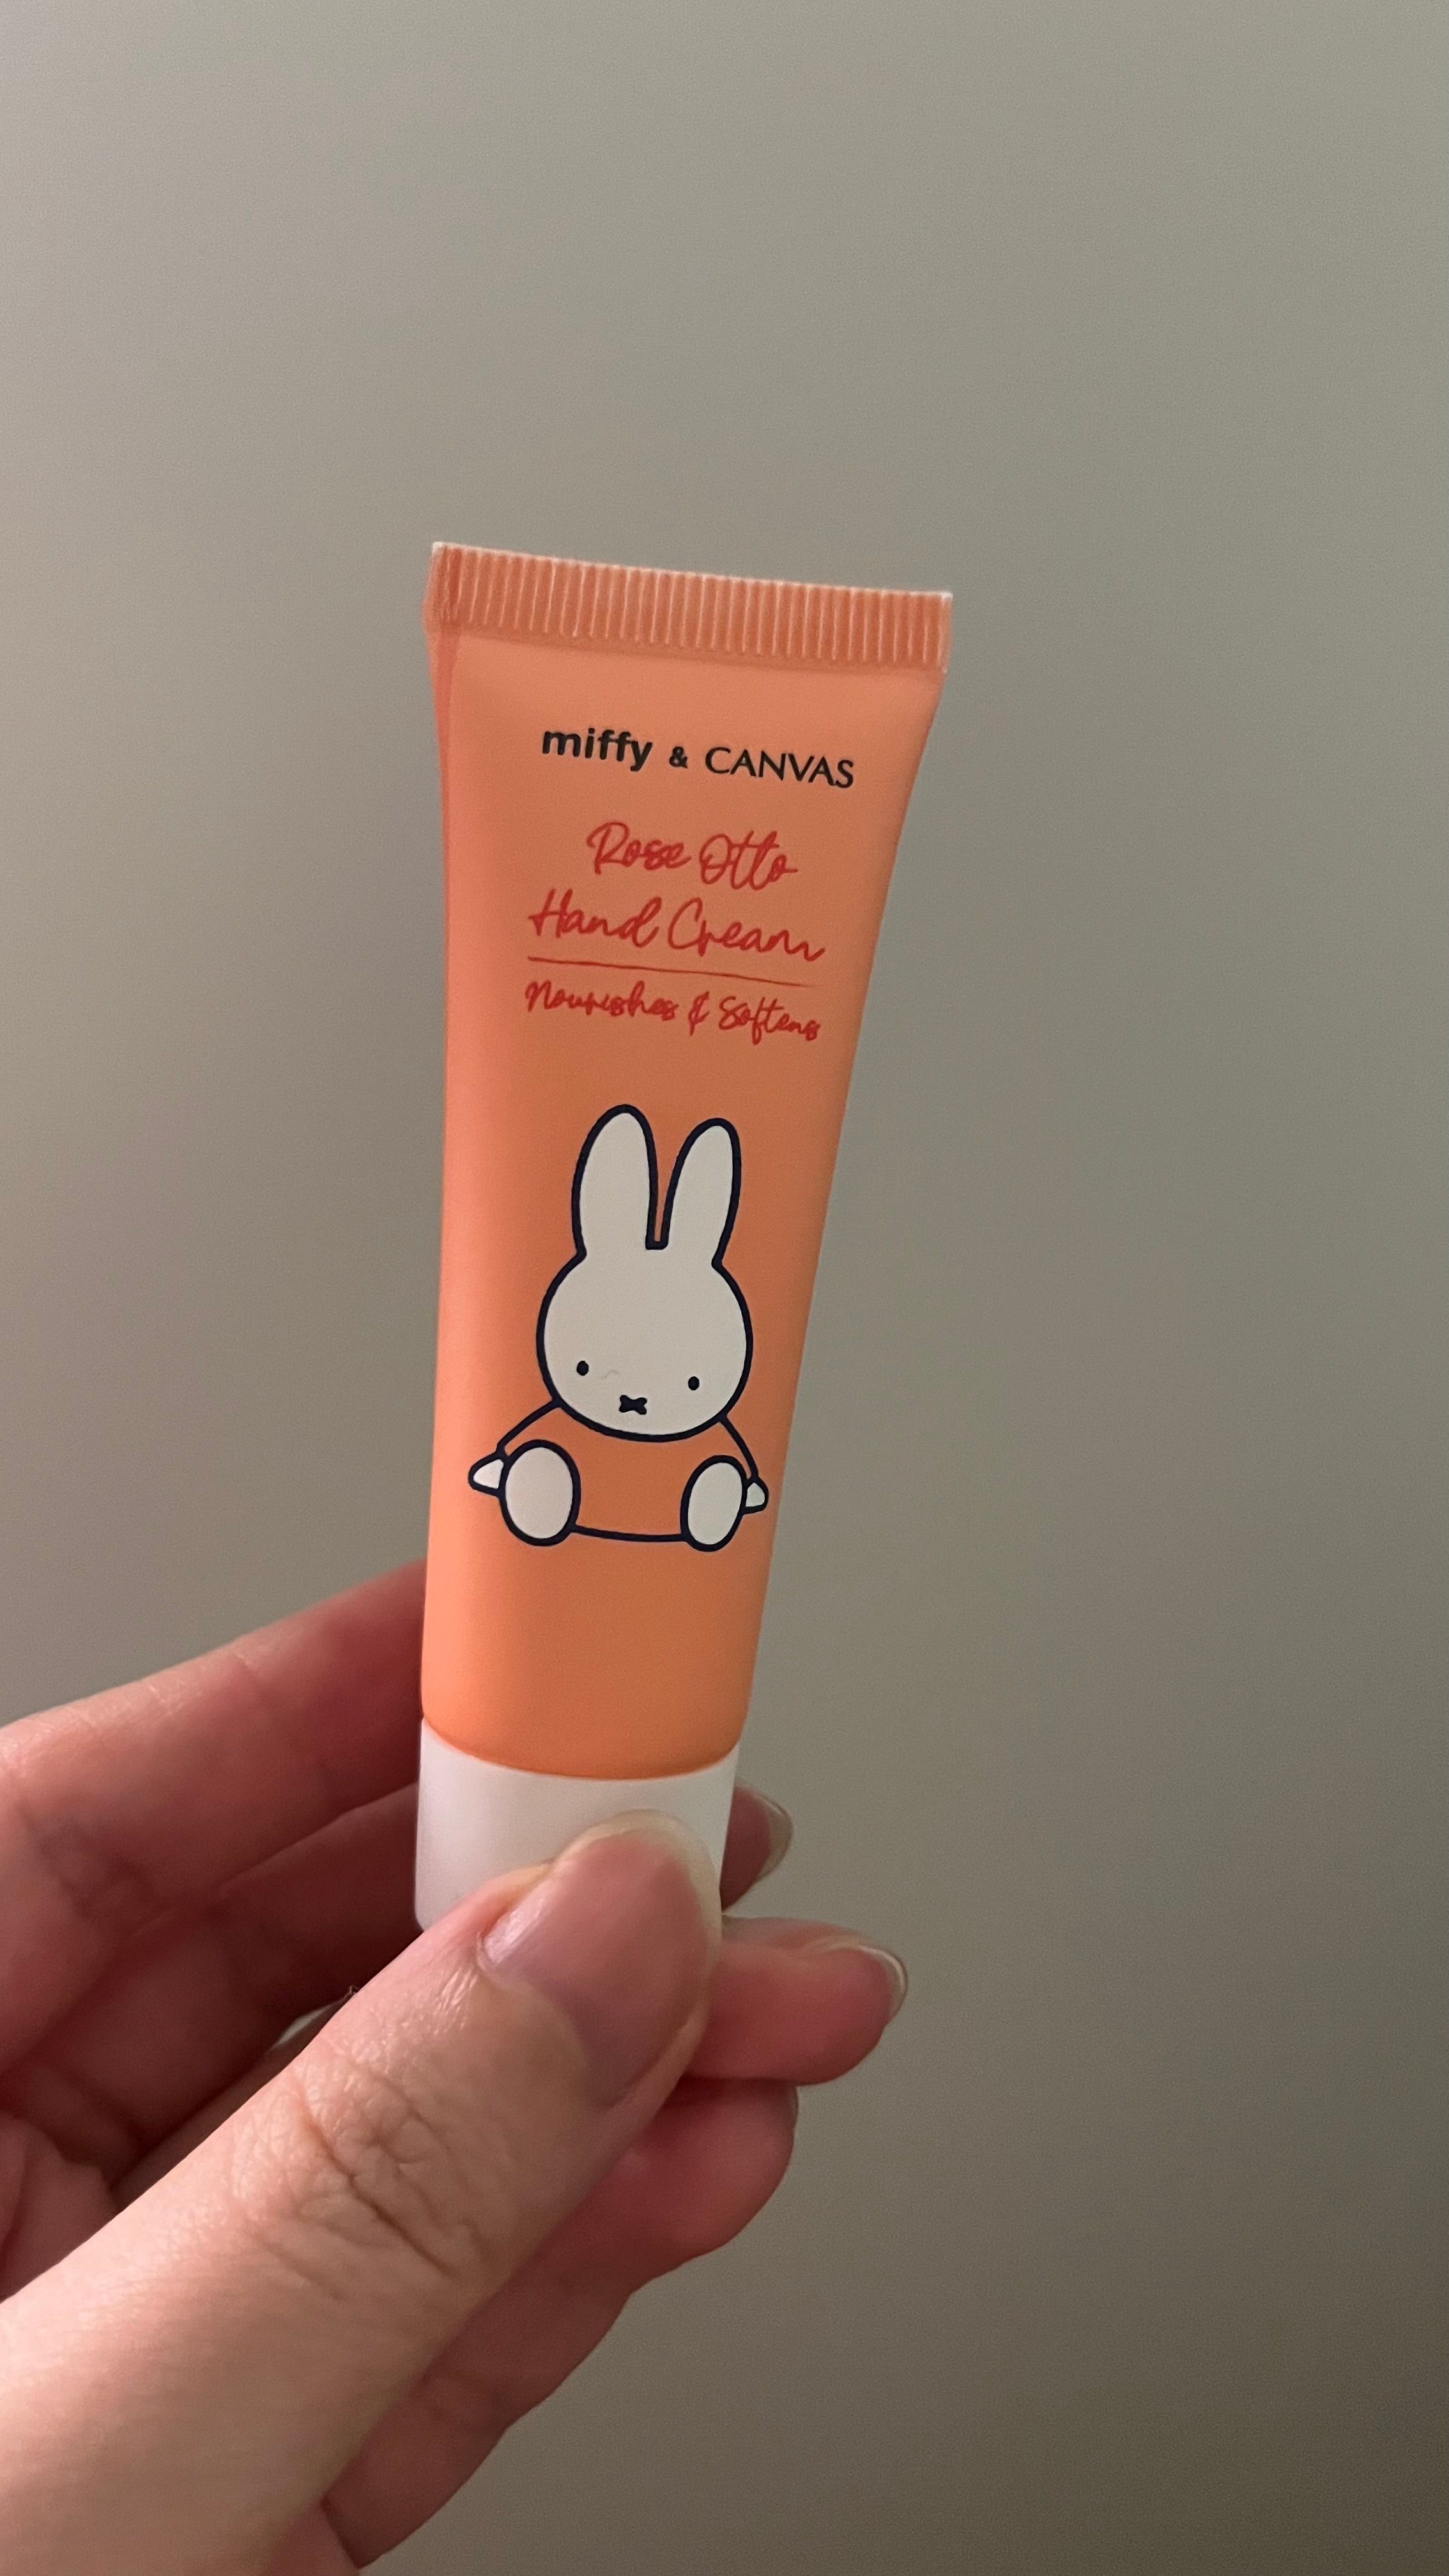 miffy & CANVAS
Rose Otto
Hand Cream
Nourishes & Softens